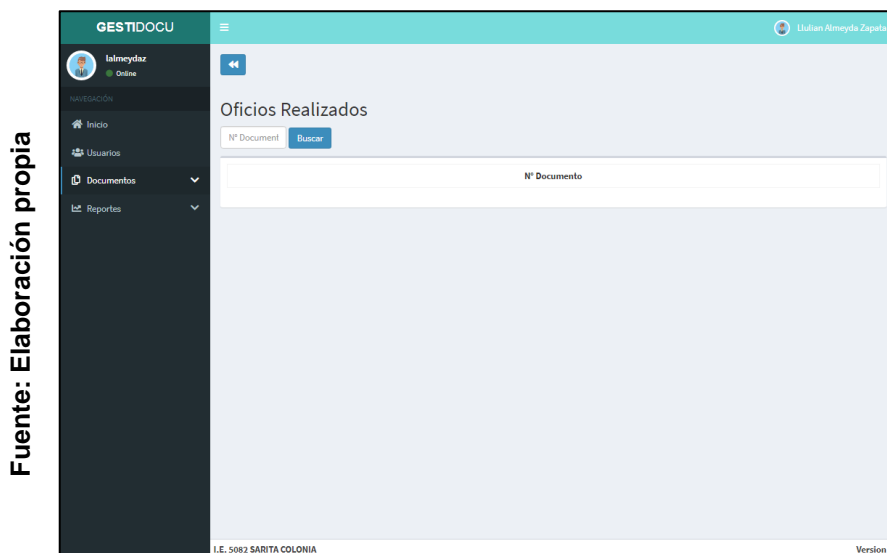 Fuente: Elaboración propia
GESTIDOCU
Llulian Almeyda Zapata
lalmeydaz
Online
NAVEGACIÓN
Inicio
Usuarios
Documentos
Reportes
Oficios Realizados
N° Document
Buscar
N° Documento
I.E. 5082 SARITA COLONIA
Version